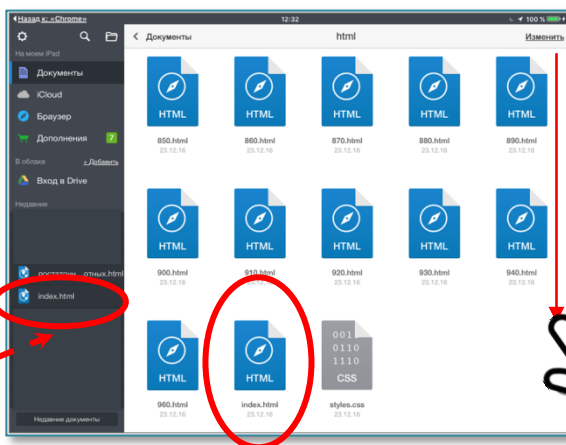 Назад к: «Chrome»
12:32
100 %
Документы
html
Изменить
На моем iPad
Документы
iCloud
Браузер
Дополнения
7
В облаке
+ Добавить
Вход в Drive
Недавние
отных.html
index.html
Недавние документы
HTML
HTML
HTML
HTML
HTML
850.html
860.html
870.html
880.html
890.html
23.12.16
23.12.16
23.12.16
23.12.16
23.12.16
HTML
HTML
HTML
HTML
HTML
900.html
910.html
920.html
930.html
940.html
23.12.16
23.12.16
23.12.16
23.12.16
23.12.16
001
0110
1110
HTML
HTML
CSS
960.html
index.html
styles.css
23.12.16
23.12.16
23.12.16